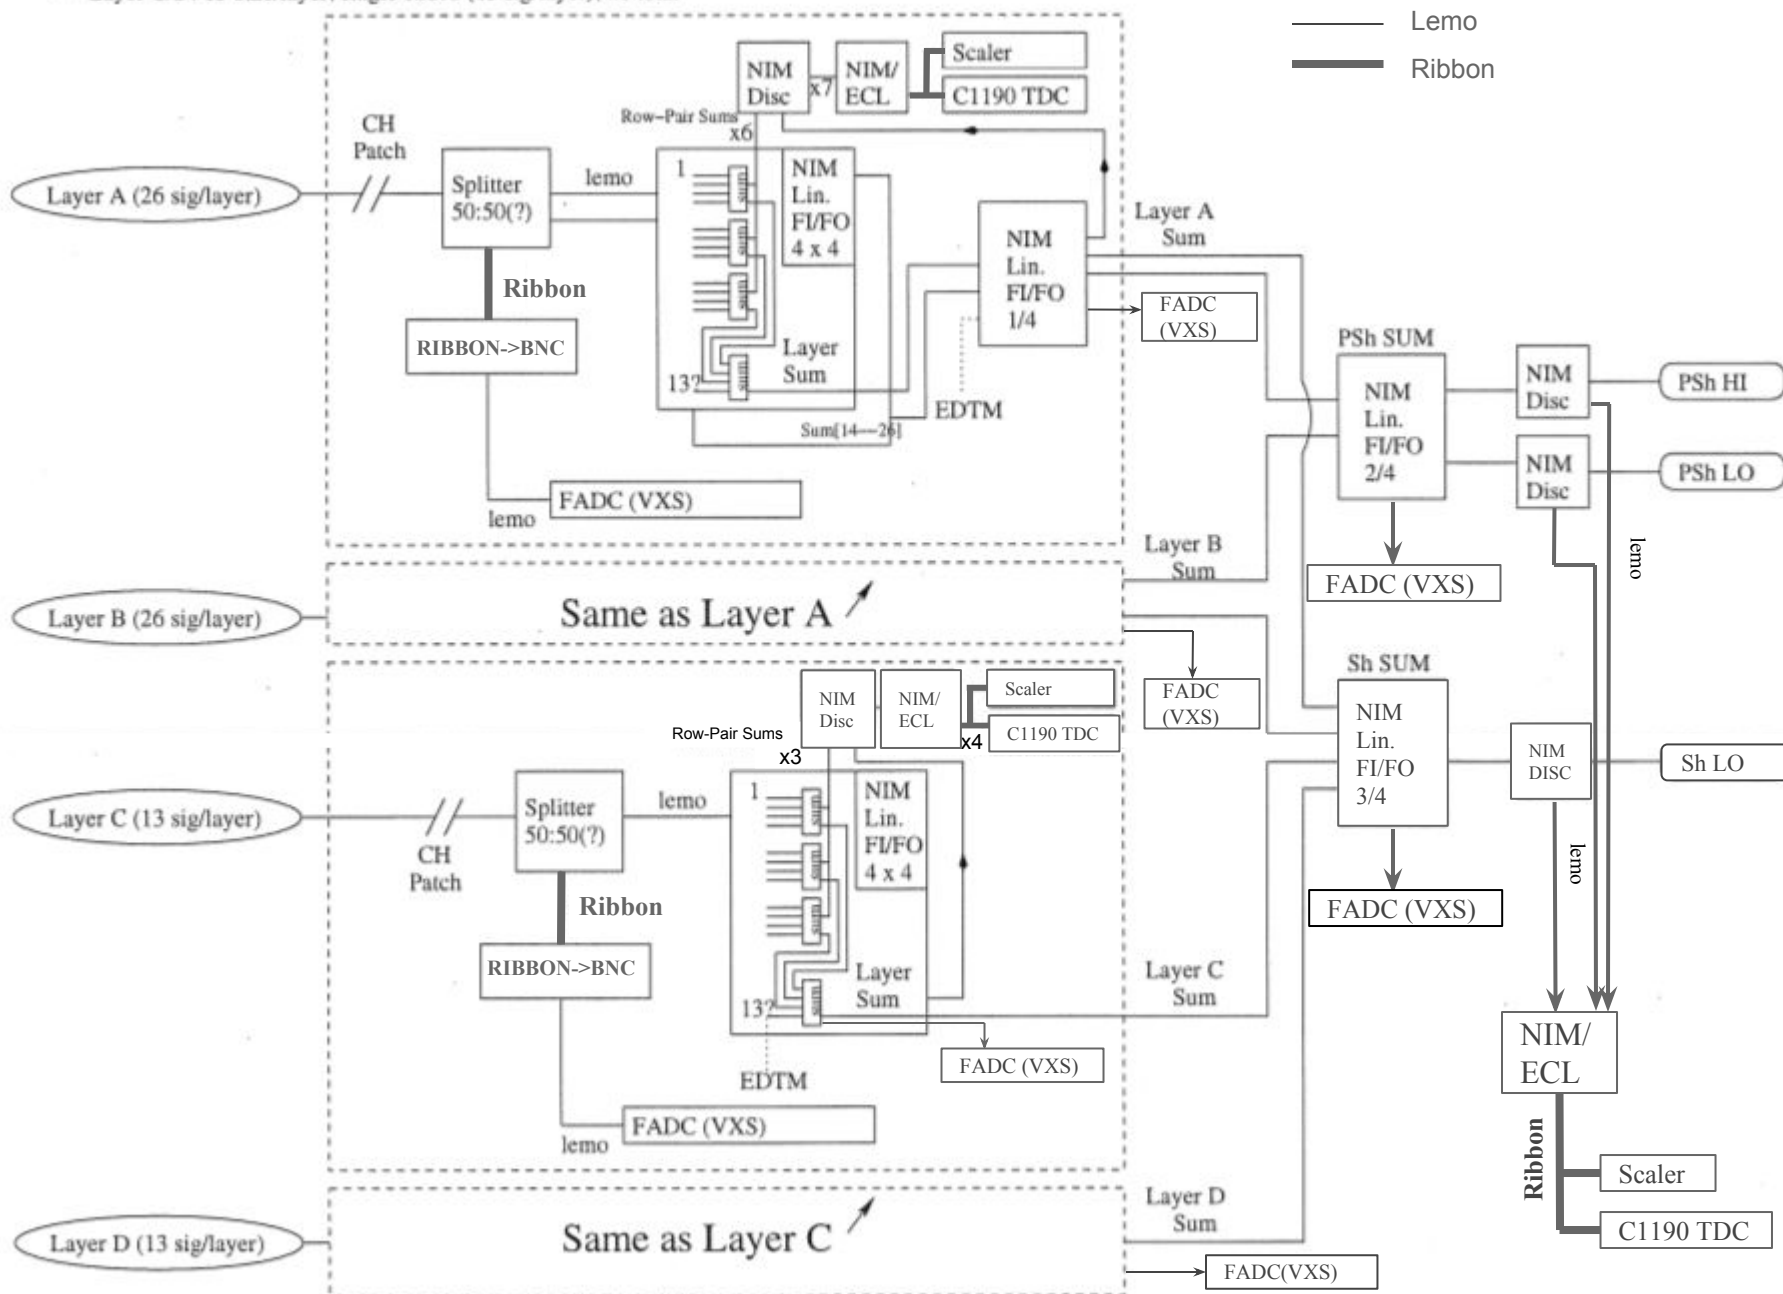 Lemo
Ribbon
NIM
Disc
x7
NIM/
ECL
Scaler
C1190 TDC
Row-Pair Sums
x6
CH
Patch
Layer A (26 sig/layer)
Splitter
50:50(?)
lemo
1
sum
sum
sum
sum
13?
NIM
Lin.
FI/FO
4 x 4
Layer
Sum
Sum[14---26]
Ribbon
RIBBON->BNC
lemo
FADC (VXS)
NIM
Lin.
FI/FO
1/4
EDTM
Layer A
Sum
FADC
(VXS)
PSh SUM
NIM
Lin.
FI/FO
2/4
NIM
Disc
PSh HI
NIM
Disc
PSh LO
lemo
FADC (VXS)
Layer B
Sum
Layer B (26 sig/layer)
Same as Layer A
FADC
(VXS)
Sh SUM
NIM
Lin.
FI/FO
3/4
NIM
DISC
Sh LO
lemo
FADC (VXS)
NIM
Disc
NIM/
ECL
x4
Scaler
C1190 TDC
Row-Pair Sums
x3
Layer C (13 sig/layer)
CH
Patch
Splitter
50:50(?)
lemo
1
sum
sum
sum
sum
13?
NIM
Lin.
FI/FO
4 x 4
Layer
Sum
Ribbon
RIBBON->BNC
EDTM
FADC (VXS)
lemo
FADC (VXS)
Layer C
Sum
NIM/
ECL
Ribbon
Scaler
C1190 TDC
Layer D
Sum
Layer D (13 sig/layer)
Same as Layer C
FADC(VXS)